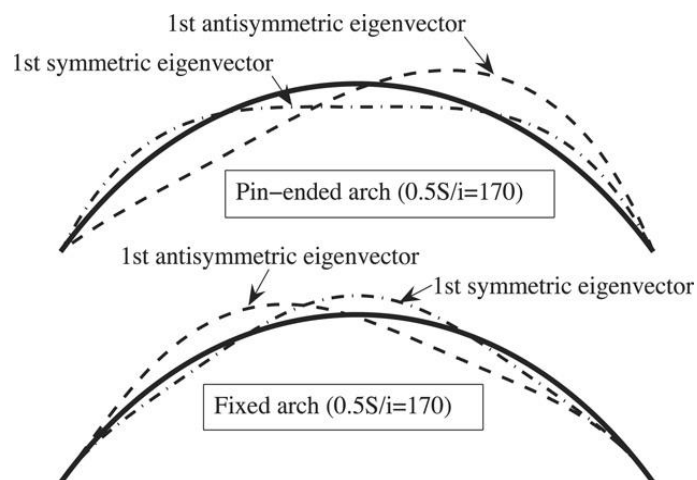 1st antisymmetric eigenvector
1st symmetric eigenvector
Pin−ended arch (0.5S/i=170)
1st antisymmetric eigenvector
1st symmetric eigenvector
Fixed arch (0.5S/i=170)